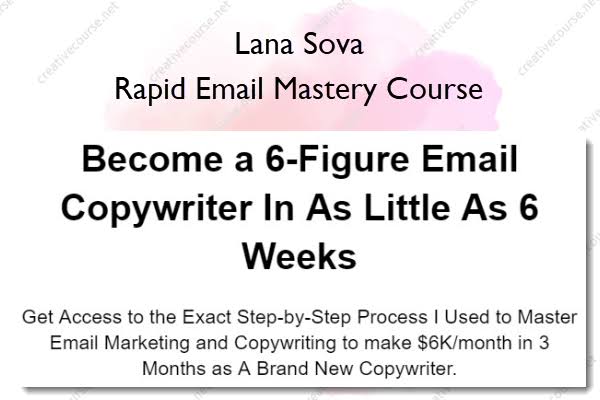 Lana Sova
Rapid Email Mastery Course
Become a 6-Figure Email
Copywriter In As Little As 6
Weeks
Get Access to the Exact Step-by-Step Process I Used to Master
Email Marketing and Copywriting to make $6K/month in 3
Months as A Brand New Copywriter.
creativecourse.net